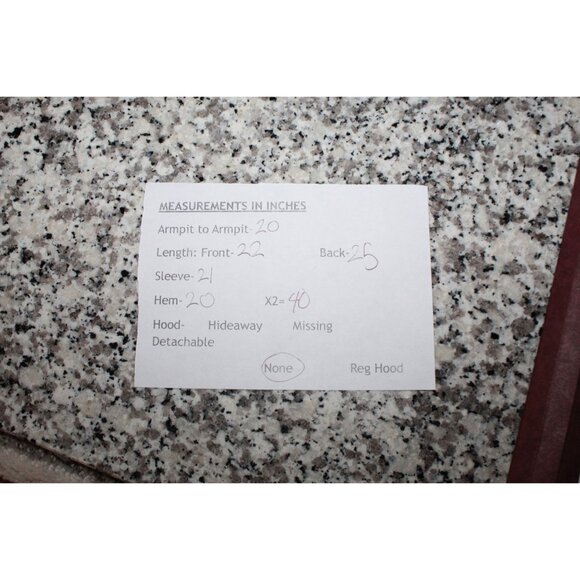 MEASUREMENTS IN INCHES
Armpit to Armpit- 20
Length: Front- 22 Back- 25
Sleeve- 21
Hem- 20 X2= 40
Hood- Hideaway Missing
Detachable
None Reg Hood